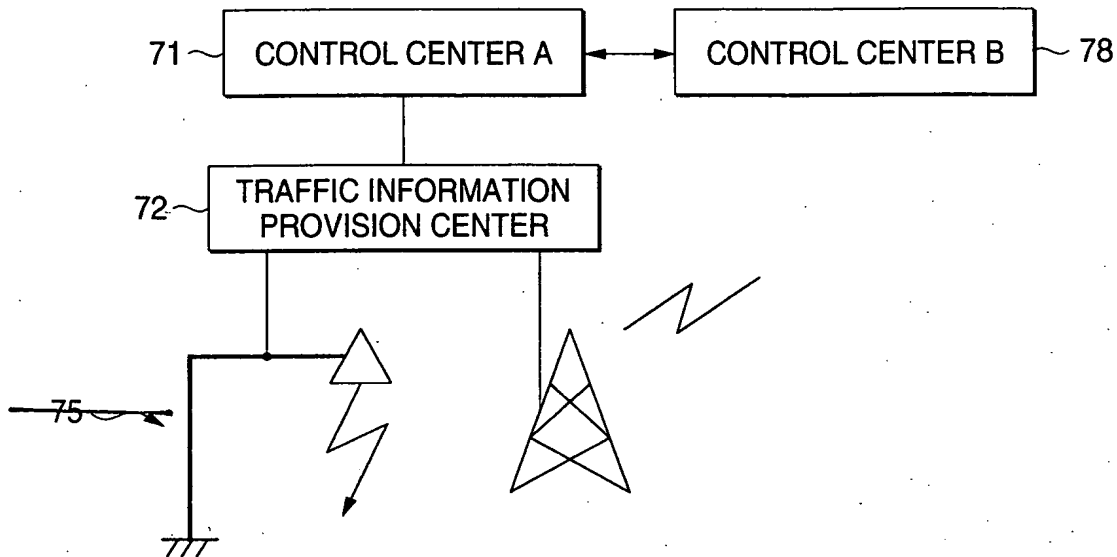 71 CONTROL CENTER A CONTROL CENTER B 78
72 TRAFFIC INFORMATION
PROVISION CENTER
75